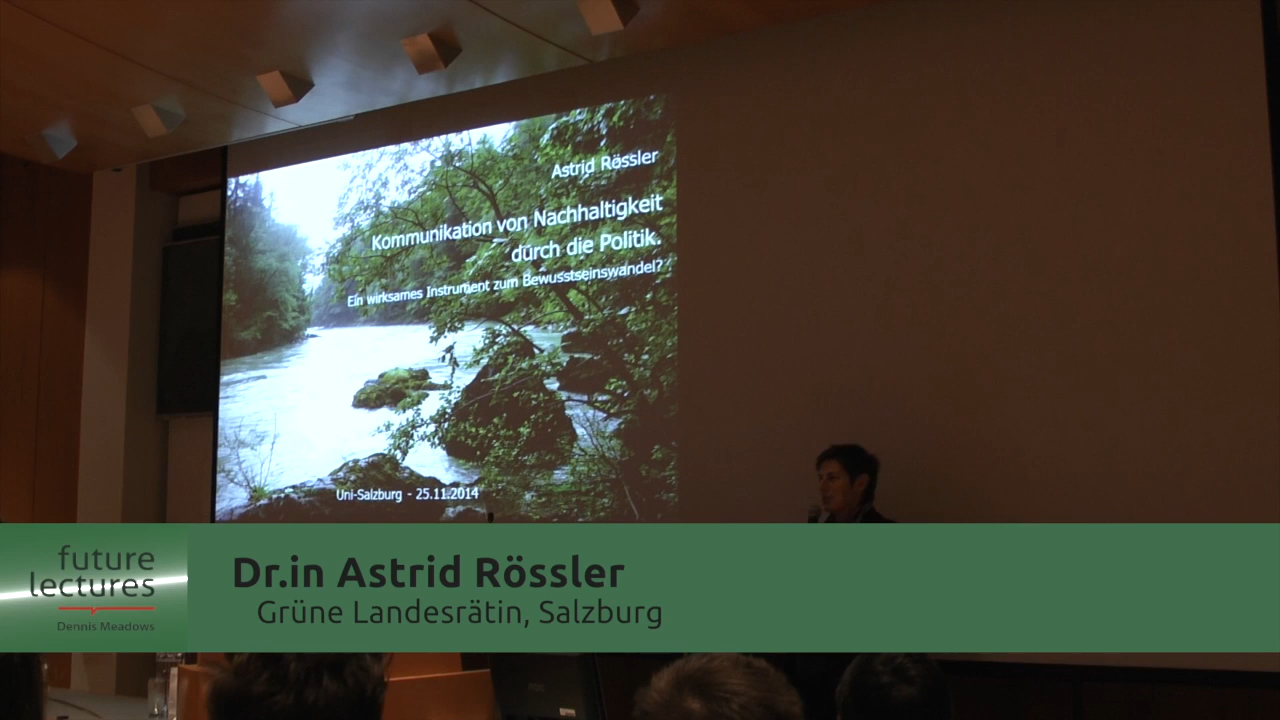 Astrid Rössler
Kommunikation von Nachhaltigkeit
durch die Politik.
Ein wirksames Instrument zum Bewusstseinswandel?
Uni-Salzburg - 25.11.2014
future
lectures
Dennis Meadows
Dr.in Astrid Rössler
Grüne Landesrätin, Salzburg